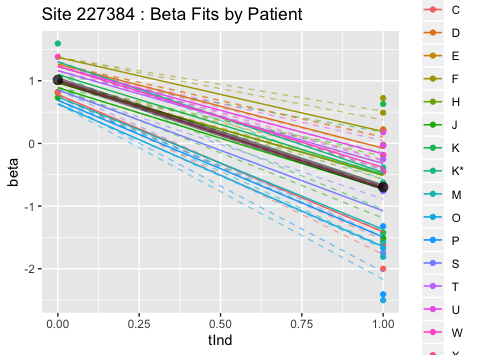 Site 227384 : Beta Fits by Patient
beta
1
0
-1
-2
0.00
0.25
0.50
0.75
1.00
tInd
C
D
E
F
H
J
K
K*
M
O
P
S
T
U
W